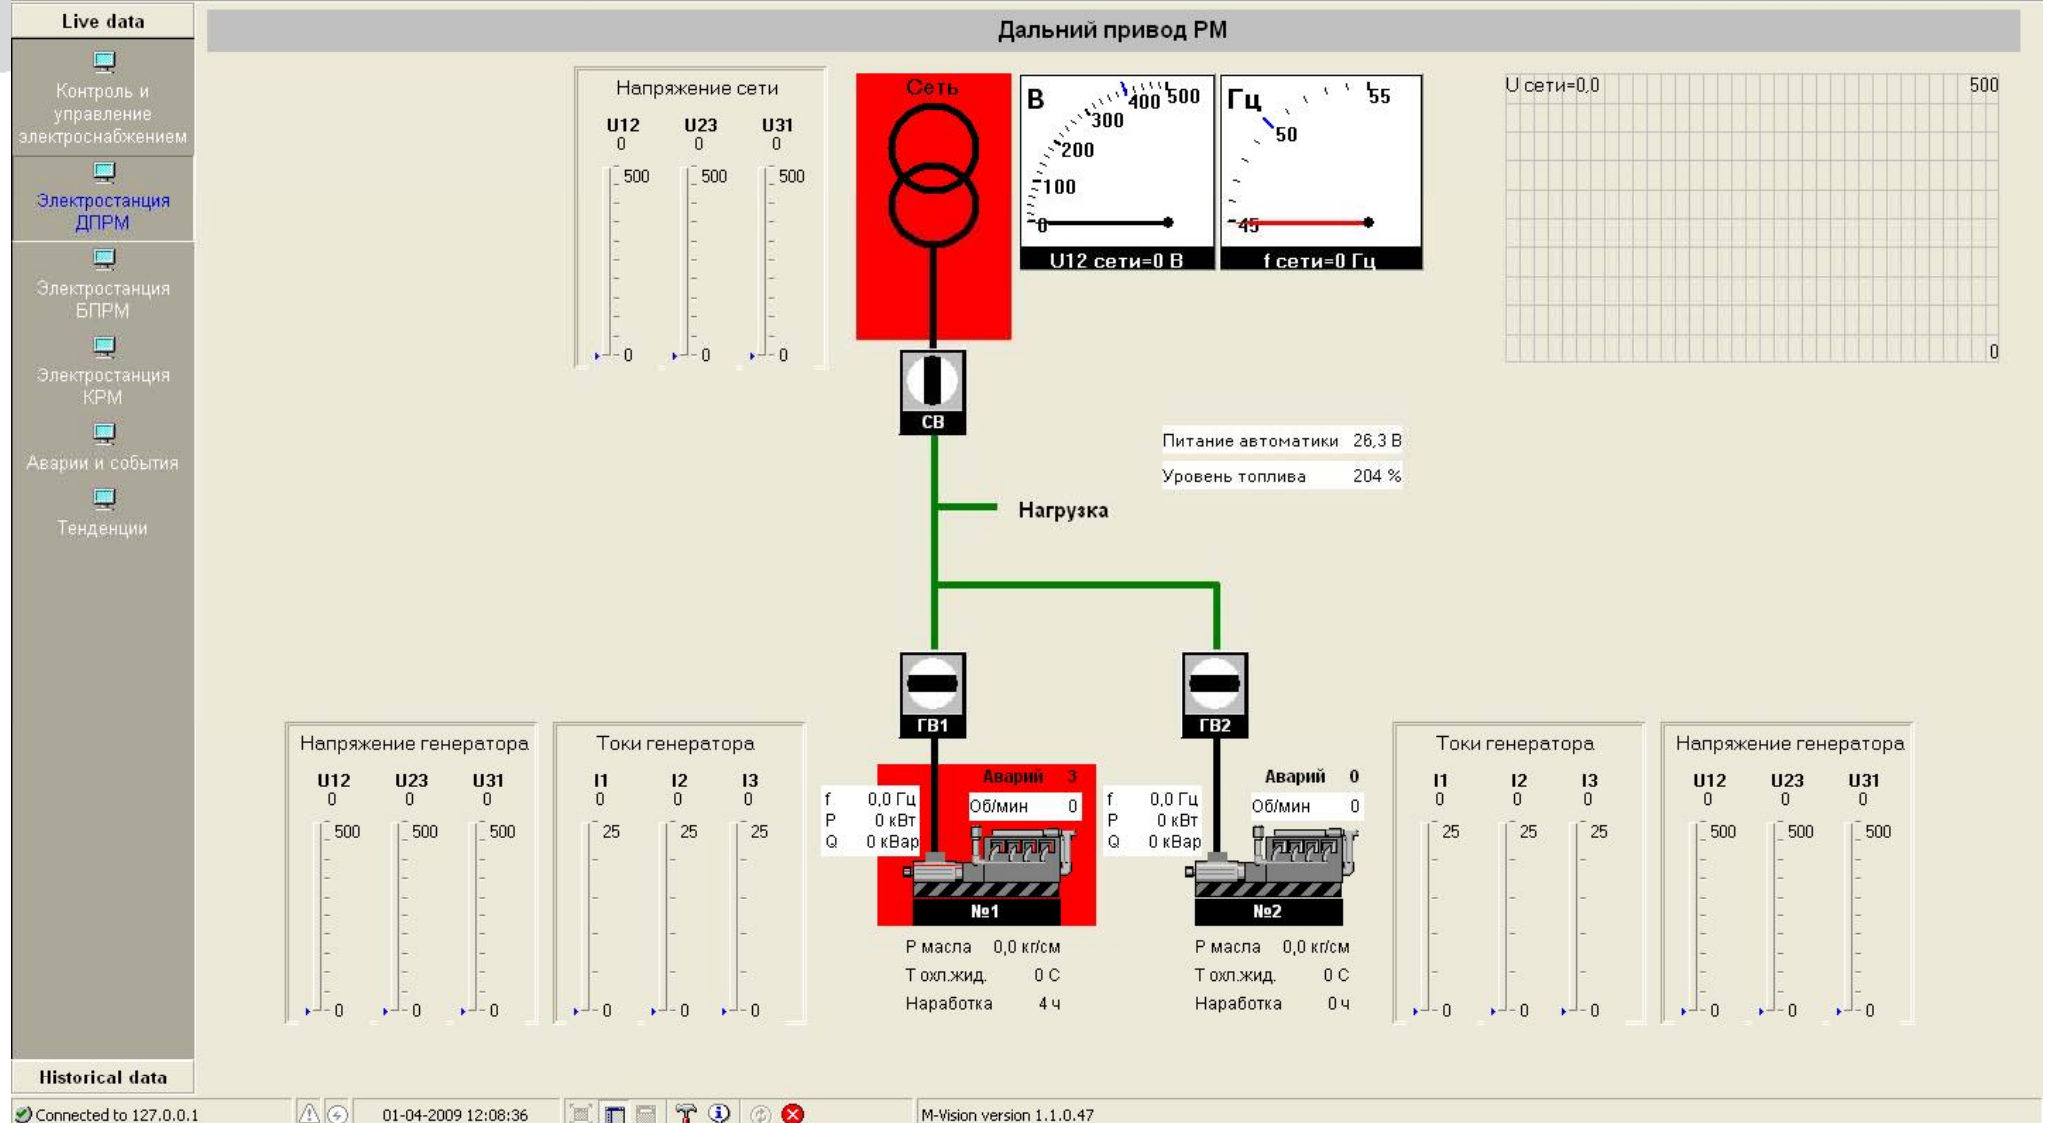 Live data
Контроль и
управление
электроснабжением
Электростанция
ДПРМ
Электростанция
БПРМ
Электростанция
КРМ
Аварии и события
Тенденции
Historical data
Дальний привод РМ
Напряжение сети
U12 U23 U31
0 0 0
500 500 500
0 0 0
Сеть
В
0 100 200 300 400 500
U12 сети=0 В
Гц
45 50 55
f сети=0 Гц
U сети=0,0 500
0
СВ
Питание автоматики 26,3 В
Уровень топлива 204 %
Нагрузка
ГВ1
ГВ2
Напряжение генератора
U12 U23 U31
0 0 0
500 500 500
0 0 0
Токи генератора
I1 I2 I3
0 0 0
25 25 25
0 0 0
Аварий 3
Об/мин 0
f 0,0 Гц
P 0 кВт
Q 0 кВар
№1
Р масла 0,0 кг/см
Т охл.жид. 0 С
Наработка 4 ч
Аварий 0
Об/мин 0
f 0,0 Гц
P 0 кВт
Q 0 кВар
№2
Р масла 0,0 кг/см
Т охл.жид. 0 С
Наработка 0 ч
Токи генератора
I1 I2 I3
0 0 0
25 25 25
0 0 0
Напряжение генератора
U12 U23 U31
0 0 0
500 500 500
0 0 0
Connected to 127.0.0.1
01-04-2009 12:08:36
M-Vision version 1.1.0.47